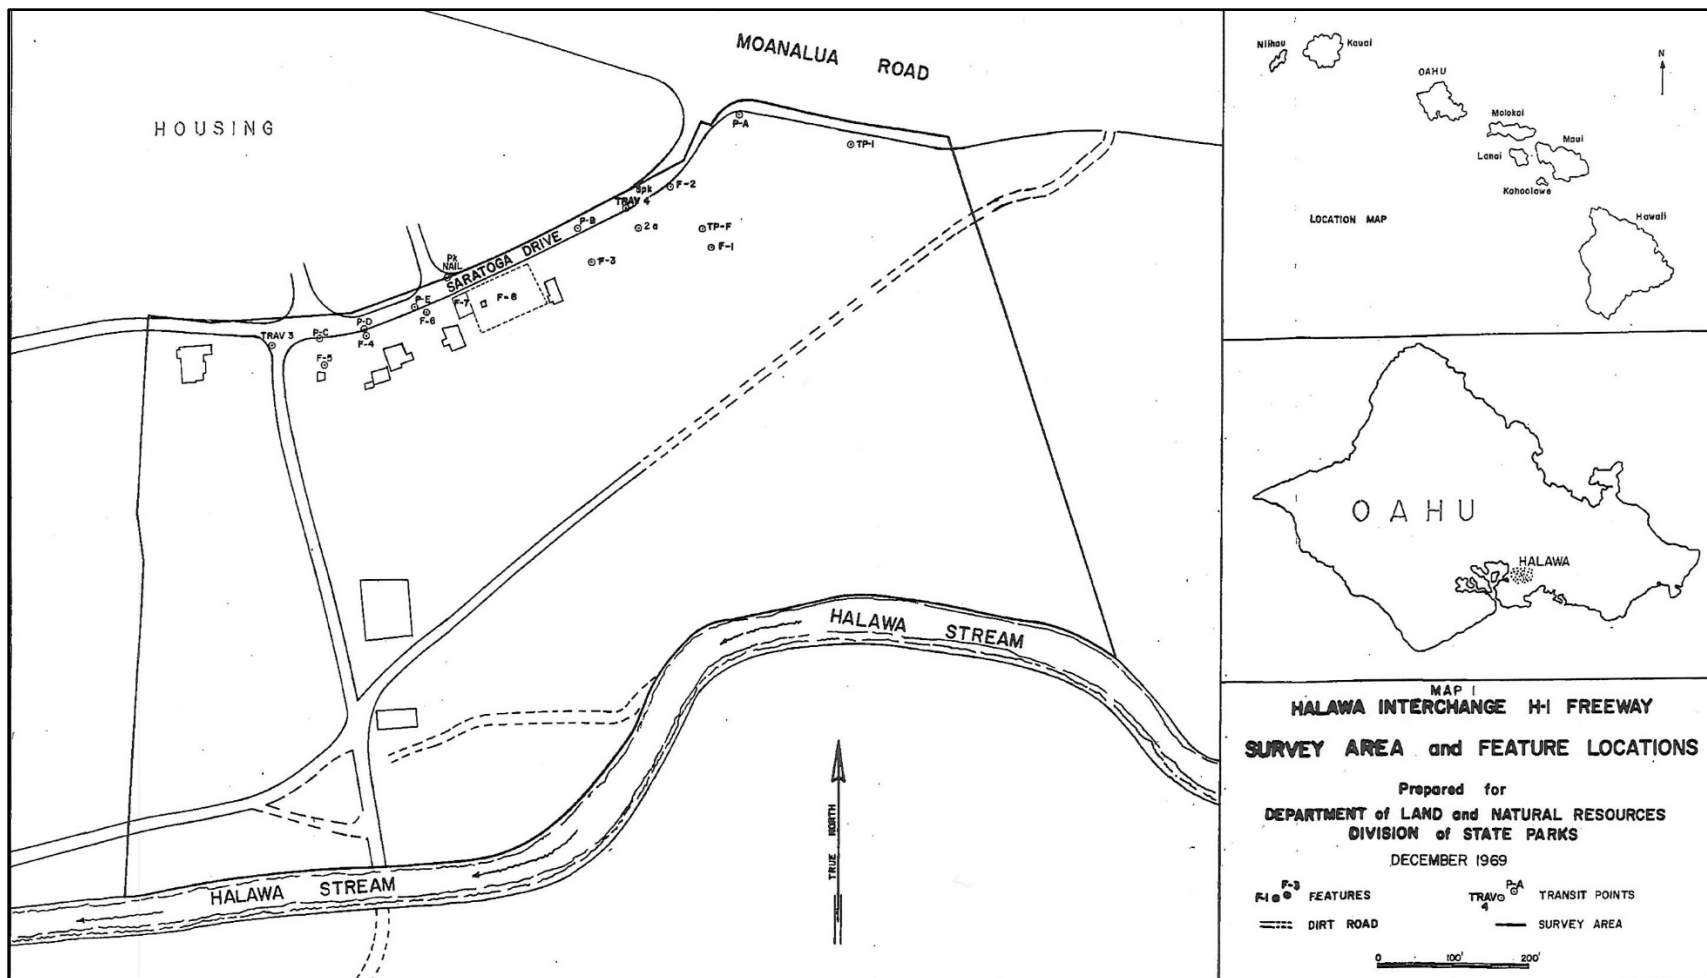 MOANALUA ROAD
HOUSING
P-A
TP-1
Spk
F-2
TRAV 4
P-B
2a
TP-F
F-1
F-3
SARATOGA DRIVE
Pk
NAIL
F-7
F-8
P-E
F-6
P-D
F-4
P-C
TRAV 3
F-5
HALAWA STREAM
HALAWA STREAM
TRUE NORTH
Niihau
Kauai
N
OAHU
Molokai
Maui
Lanai
Kahoolawe
Hawaii
LOCATION MAP
OAHU
HALAWA
MAP 1
HALAWA INTERCHANGE H-1 FREEWAY
SURVEY AREA and FEATURE LOCATIONS
Prepared for
DEPARTMENT of LAND and NATURAL RESOURCES
DIVISION of STATE PARKS
DECEMBER 1969
F-1 F-3 FEATURES
TRAV 4 P-A TRANSIT POINTS
DIRT ROAD
SURVEY AREA
0 100' 200'